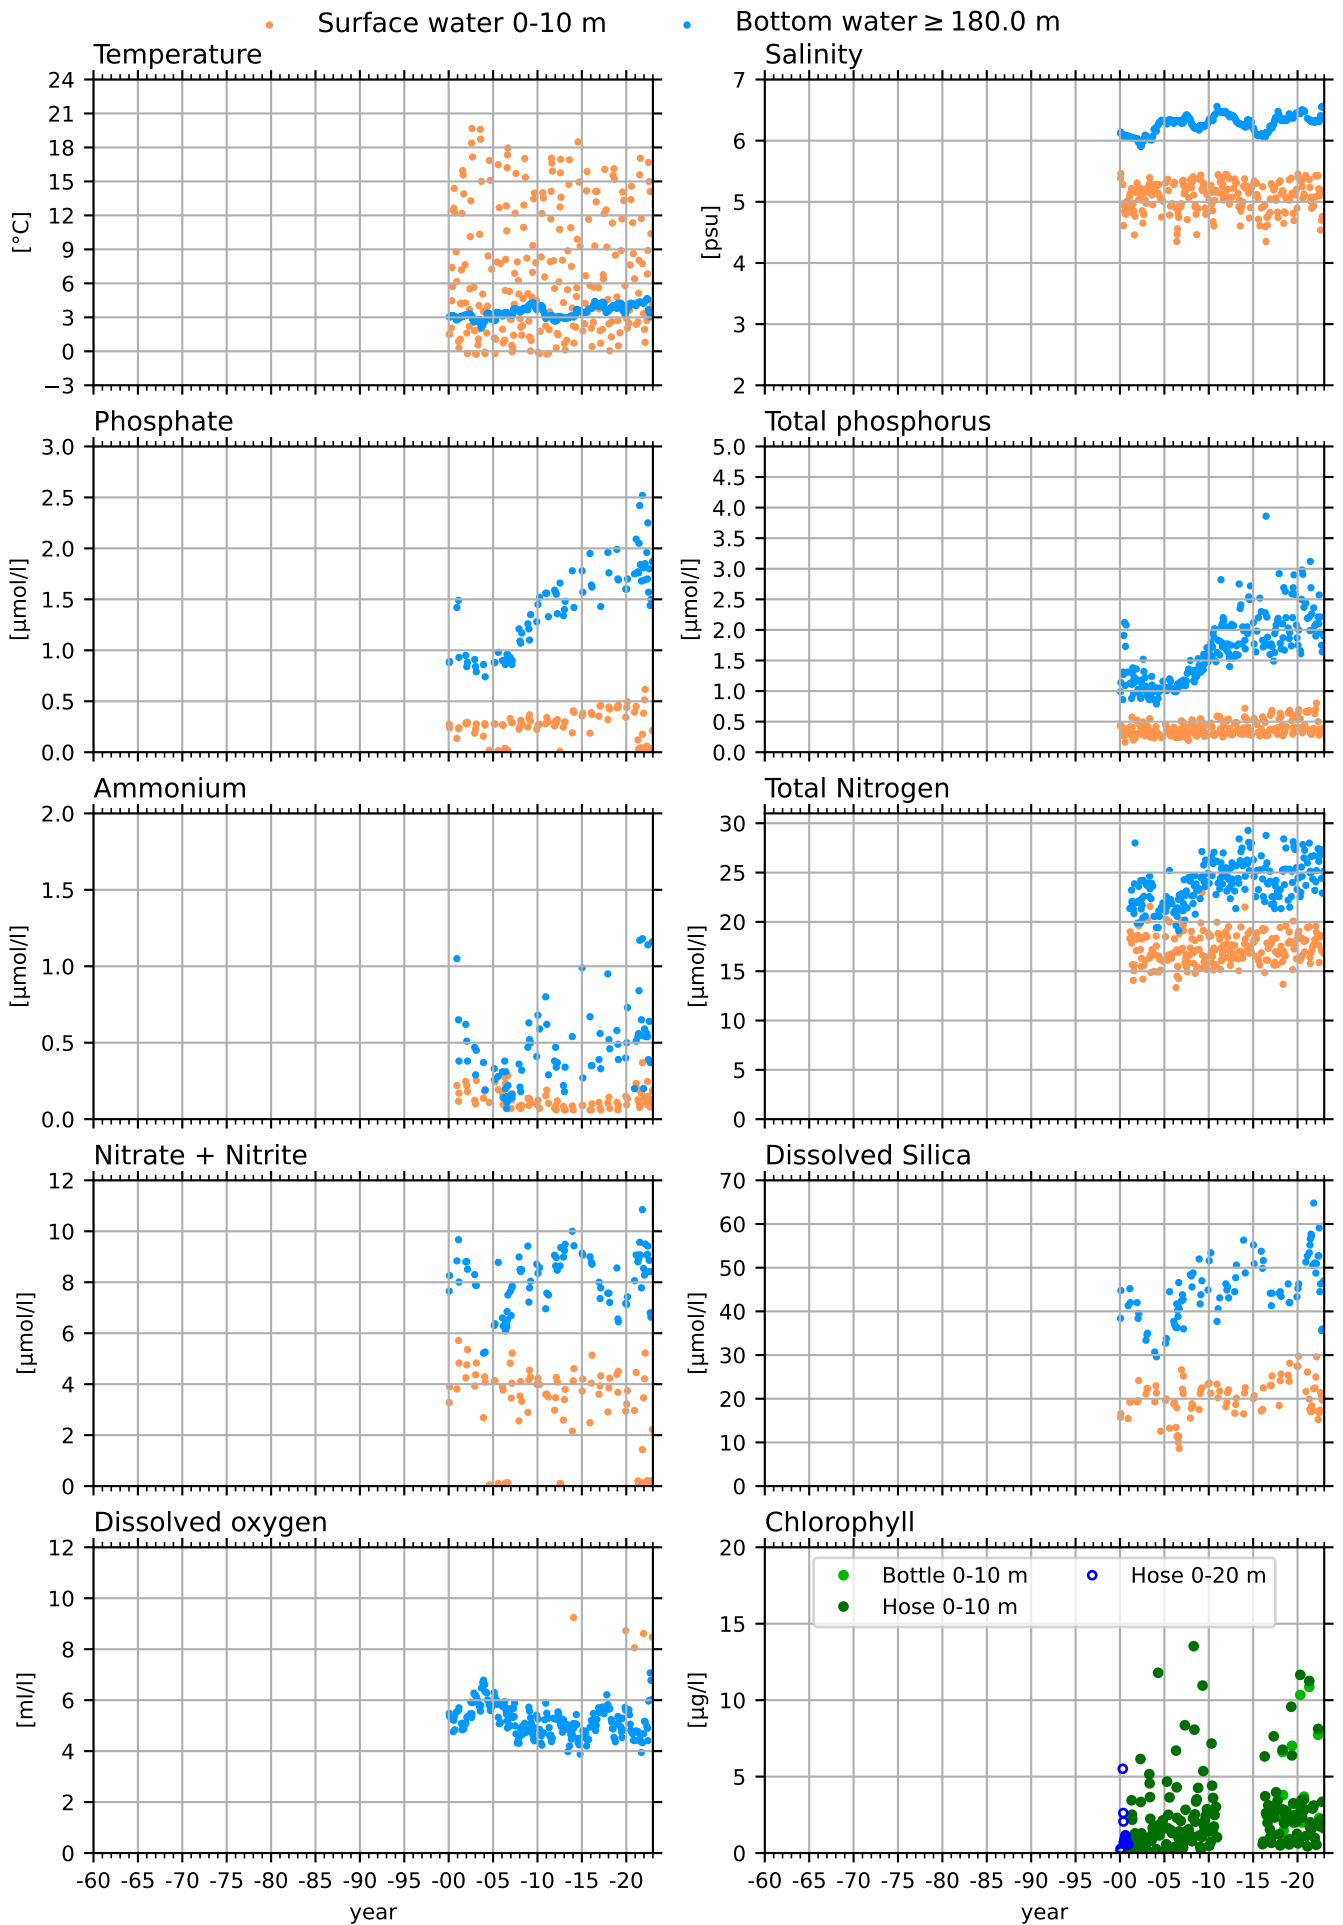 Surface water 0-10 m
Bottom water ≥ 180.0 m
Temperature
24
21
18
15
12
9
6
3
0
−3
[°C]
Salinity
7
6
5
4
3
2
[psu]
Phosphate
3.0
2.5
2.0
1.5
1.0
0.5
0.0
[µmol/l]
Total phosphorus
5.0
4.5
4.0
3.5
3.0
2.5
2.0
1.5
1.0
0.5
0.0
[µmol/l]
Ammonium
2.0
1.5
1.0
0.5
0.0
[µmol/l]
Total Nitrogen
30
25
20
15
10
5
0
[µmol/l]
Nitrate + Nitrite
12
10
8
6
4
2
0
[µmol/l]
Dissolved Silica
70
60
50
40
30
20
10
0
[µmol/l]
Dissolved oxygen
12
10
8
6
4
2
0
[ml/l]
-60 -65 -70 -75 -80 -85 -90 -95 -00 -05 -10 -15 -20
year
Chlorophyll
20
15
10
5
0
[µg/l]
Bottle 0-10 m
Hose 0-10 m
Hose 0-20 m
-60 -65 -70 -75 -80 -85 -90 -95 -00 -05 -10 -15 -20
year